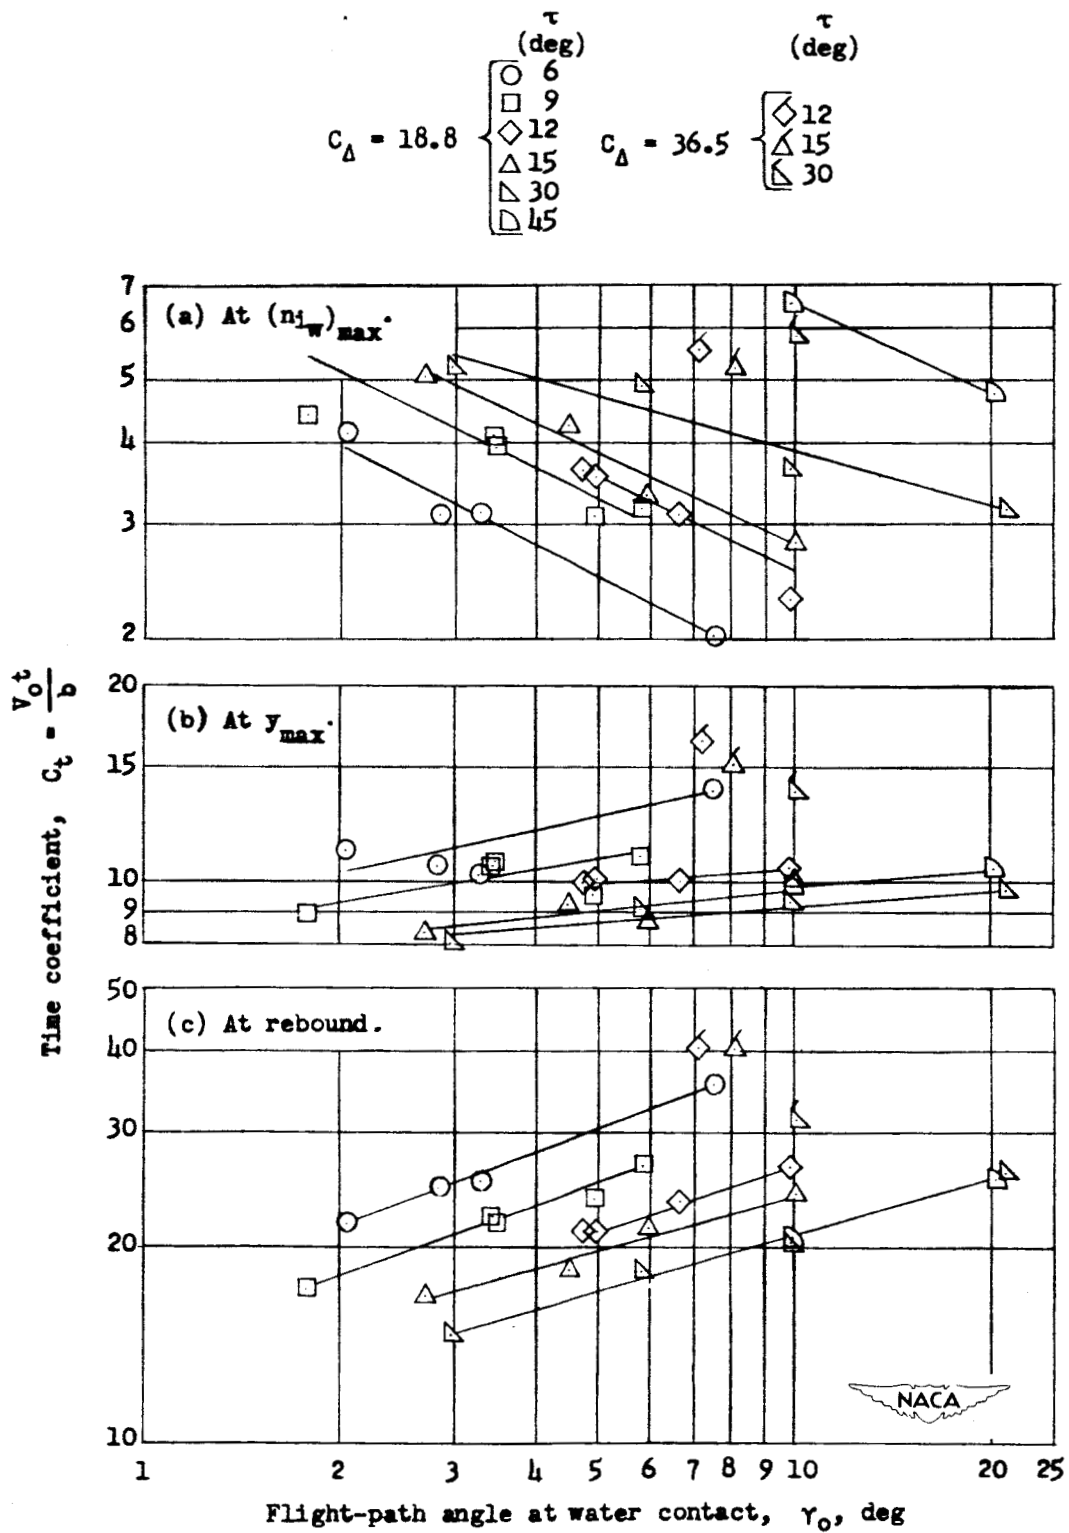 τ τ
(deg) (deg)
6
9
12
15
30
45
C_Δ = 18.8
C_Δ = 36.5
12
15
30
(a) At (n_{i_w})_max.
7
6
5
4
3
2
(b) At y_max.
20
15
10
9
8
(c) At rebound.
50
40
30
20
10
Time coefficient, C_t = V_o t / b
NACA
1 2 3 4 5 6 7 8 9 10 20 25
Flight-path angle at water contact, γ_o, deg